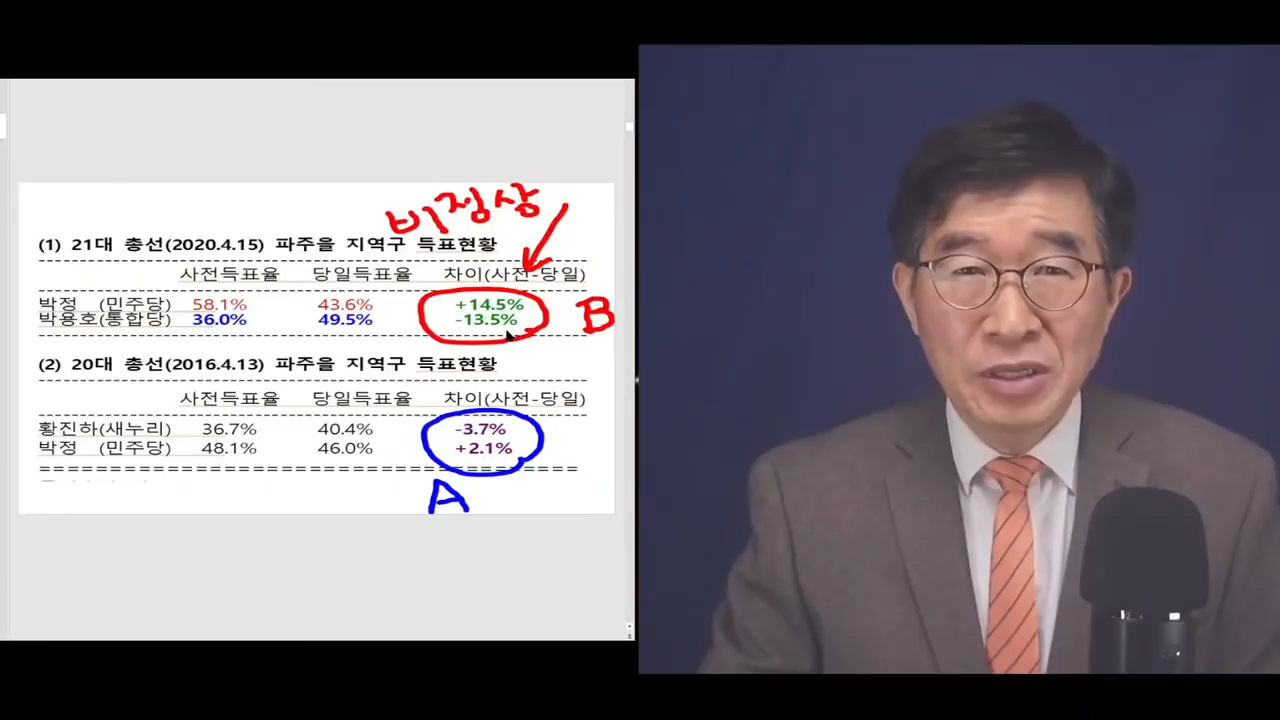 비정상
(1) 21대 총선(2020.4.15) 파주을 지역구 득표현황
사전득표율 당일득표율 차이(사전-당일)
박정 (민주당) 58.1% 43.6% +14.5%
박용호(통합당) 36.0% 49.5% -13.5%
B
(2) 20대 총선(2016.4.13) 파주을 지역구 득표현황
사전득표율 당일득표율 차이(사전-당일)
황진하(새누리) 36.7% 40.4% -3.7%
박정 (민주당) 48.1% 46.0% +2.1%
A